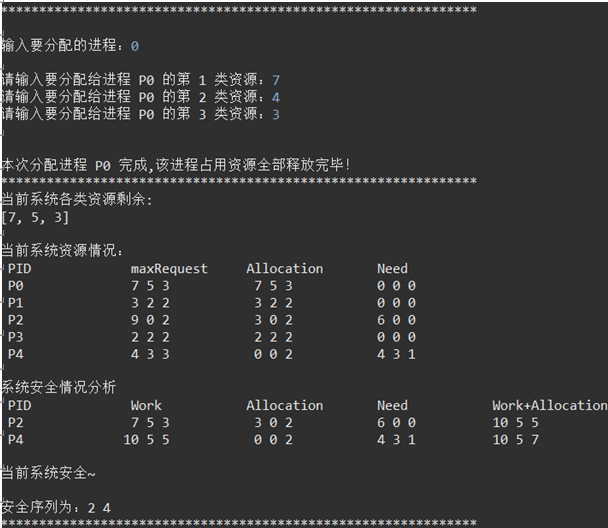 ***************************************************************
输入要分配的进程：0
请输入要分配给进程 P0 的第 1 类资源：7
请输入要分配给进程 P0 的第 2 类资源：4
请输入要分配给进程 P0 的第 3 类资源：3
本次分配进程 P0 完成,该进程占用资源全部释放完毕!
***************************************************************
当前系统各类资源剩余:
[7, 5, 3]
当前系统资源情况：
PID maxRequest Allocation Need
P0 7 5 3 7 5 3 0 0 0
P1 3 2 2 3 2 2 0 0 0
P2 9 0 2 3 0 2 6 0 0
P3 2 2 2 2 2 2 0 0 0
P4 4 3 3 0 0 2 4 3 1
系统安全情况分析
PID Work Allocation Need Work+Allocation
P2 7 5 3 3 0 2 6 0 0 10 5 5
P4 10 5 5 0 0 2 4 3 1 10 5 7
当前系统安全~
安全序列为：2 4
***************************************************************